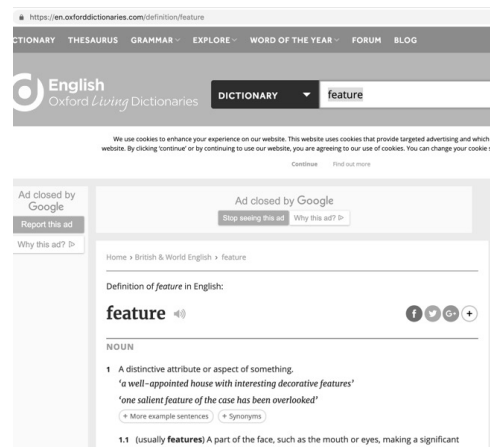 https://en.oxforddictionaries.com/definition/feature
CTIONARY THESAURUS GRAMMAR EXPLORE WORD OF THE YEAR FORUM BLOG
English
Oxford Living Dictionaries
DICTIONARY feature
We use cookies to enhance your experience on our website. This website uses cookies that provide targeted advertising and which
website. By clicking 'continue' or by continuing to use our website, you are agreeing to our use of cookies. You can change your cookie s
Continue Find out more
Ad closed by
Google
Report this ad
Why this ad?
Ad closed by Google
Stop seeing this ad Why this ad?
Home › British & World English › feature
Definition of feature in English:
feature
f G+ +
NOUN
1 A distinctive attribute or aspect of something.
‘a well-appointed house with interesting decorative features’
‘one salient feature of the case has been overlooked’
+ More example sentences + Synonyms
1.1 (usually features) A part of the face, such as the mouth or eyes, making a significant